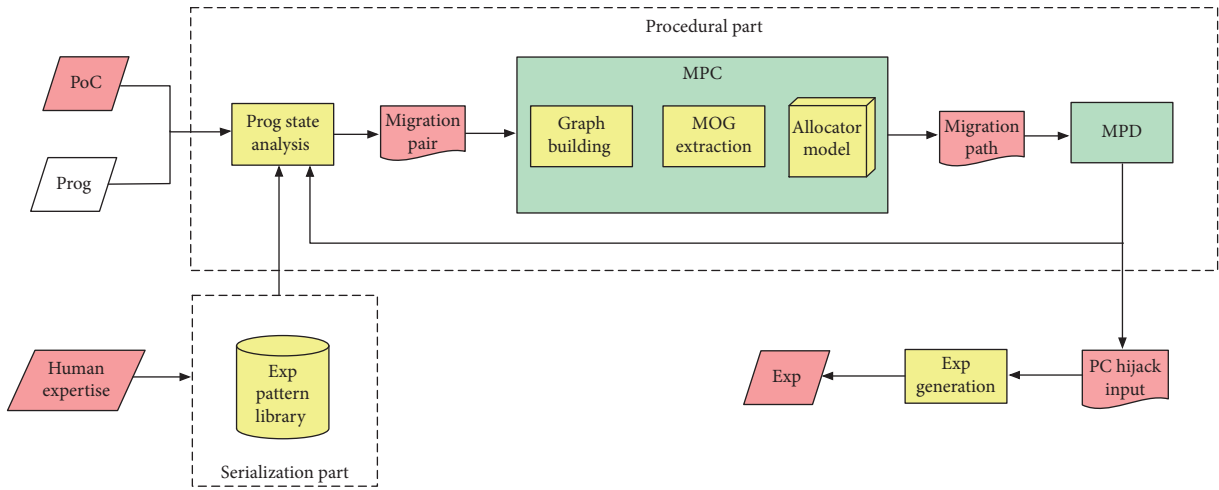 Procedural part
PoC
Prog
Prog state
analysis
Migration
pair
MPC
Graph
building
MOG
extraction
Allocator
model
Migration
path
MPD
Human
expertise
Exp
pattern
library
Serialization part
Exp
Exp
generation
PC hijack
input